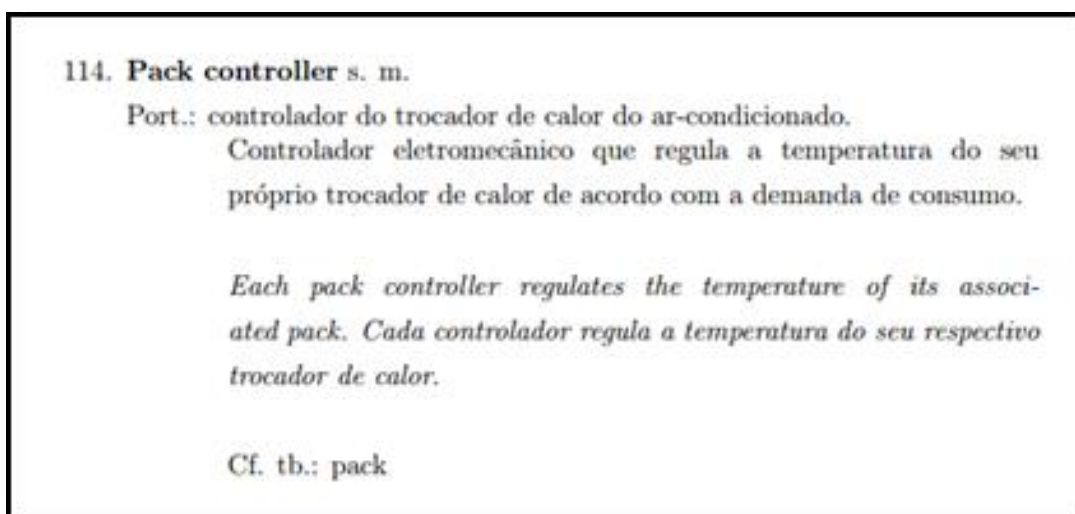 114. Pack controller s. m.
Port.: controlador do trocador de calor do ar-condicionado.
Controlador eletromecânico que regula a temperatura do seu
próprio trocador de calor de acordo com a demanda de consumo.
Each pack controller regulates the temperature of its associ-
ated pack. Cada controlador regula a temperatura do seu respectivo
trocador de calor.
Cf. tb.: pack